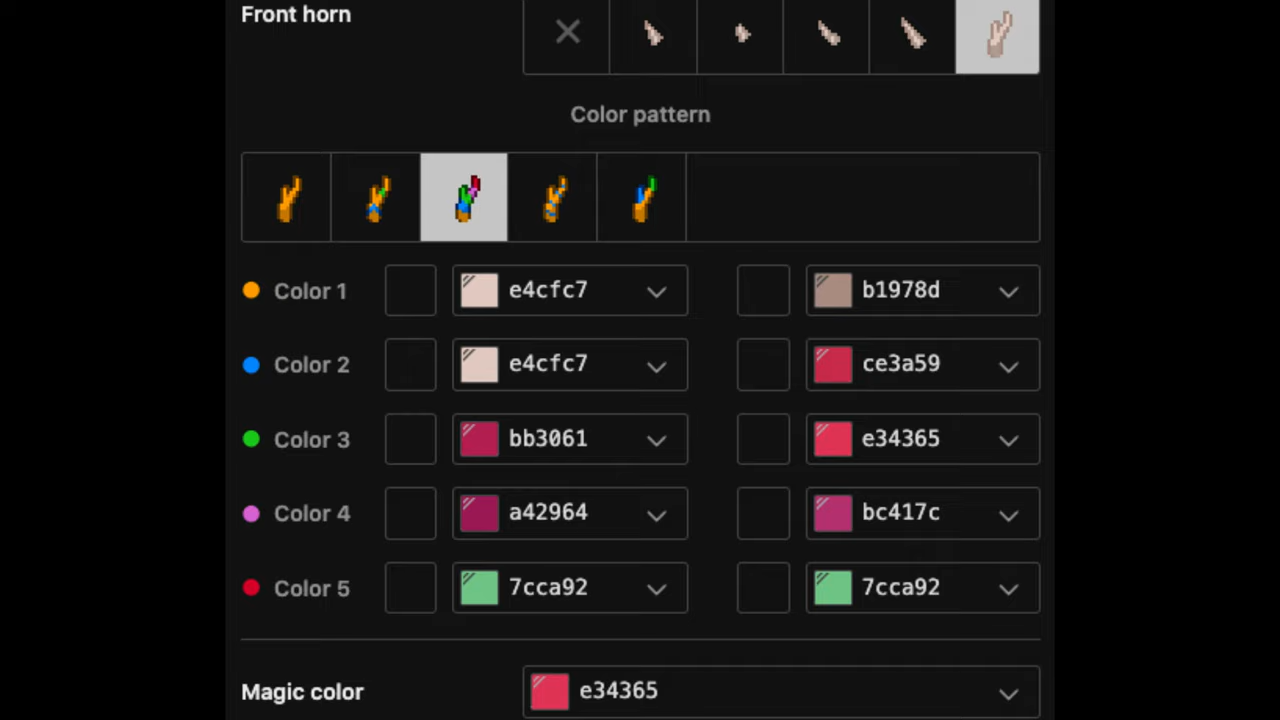 Front horn
Color pattern
Color 1 e4cfc7 b1978d
Color 2 e4cfc7 ce3a59
Color 3 bb3061 e34365
Color 4 a42964 bc417c
Color 5 7cca92 7cca92
Magic color e34365